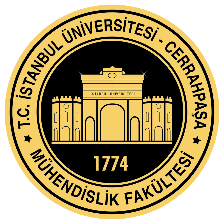 T.C. İSTANBUL ÜNİVERSİTESİ - CERRAHPAŞA
1774
MÜHENDİSLİK FAKÜLTESİ